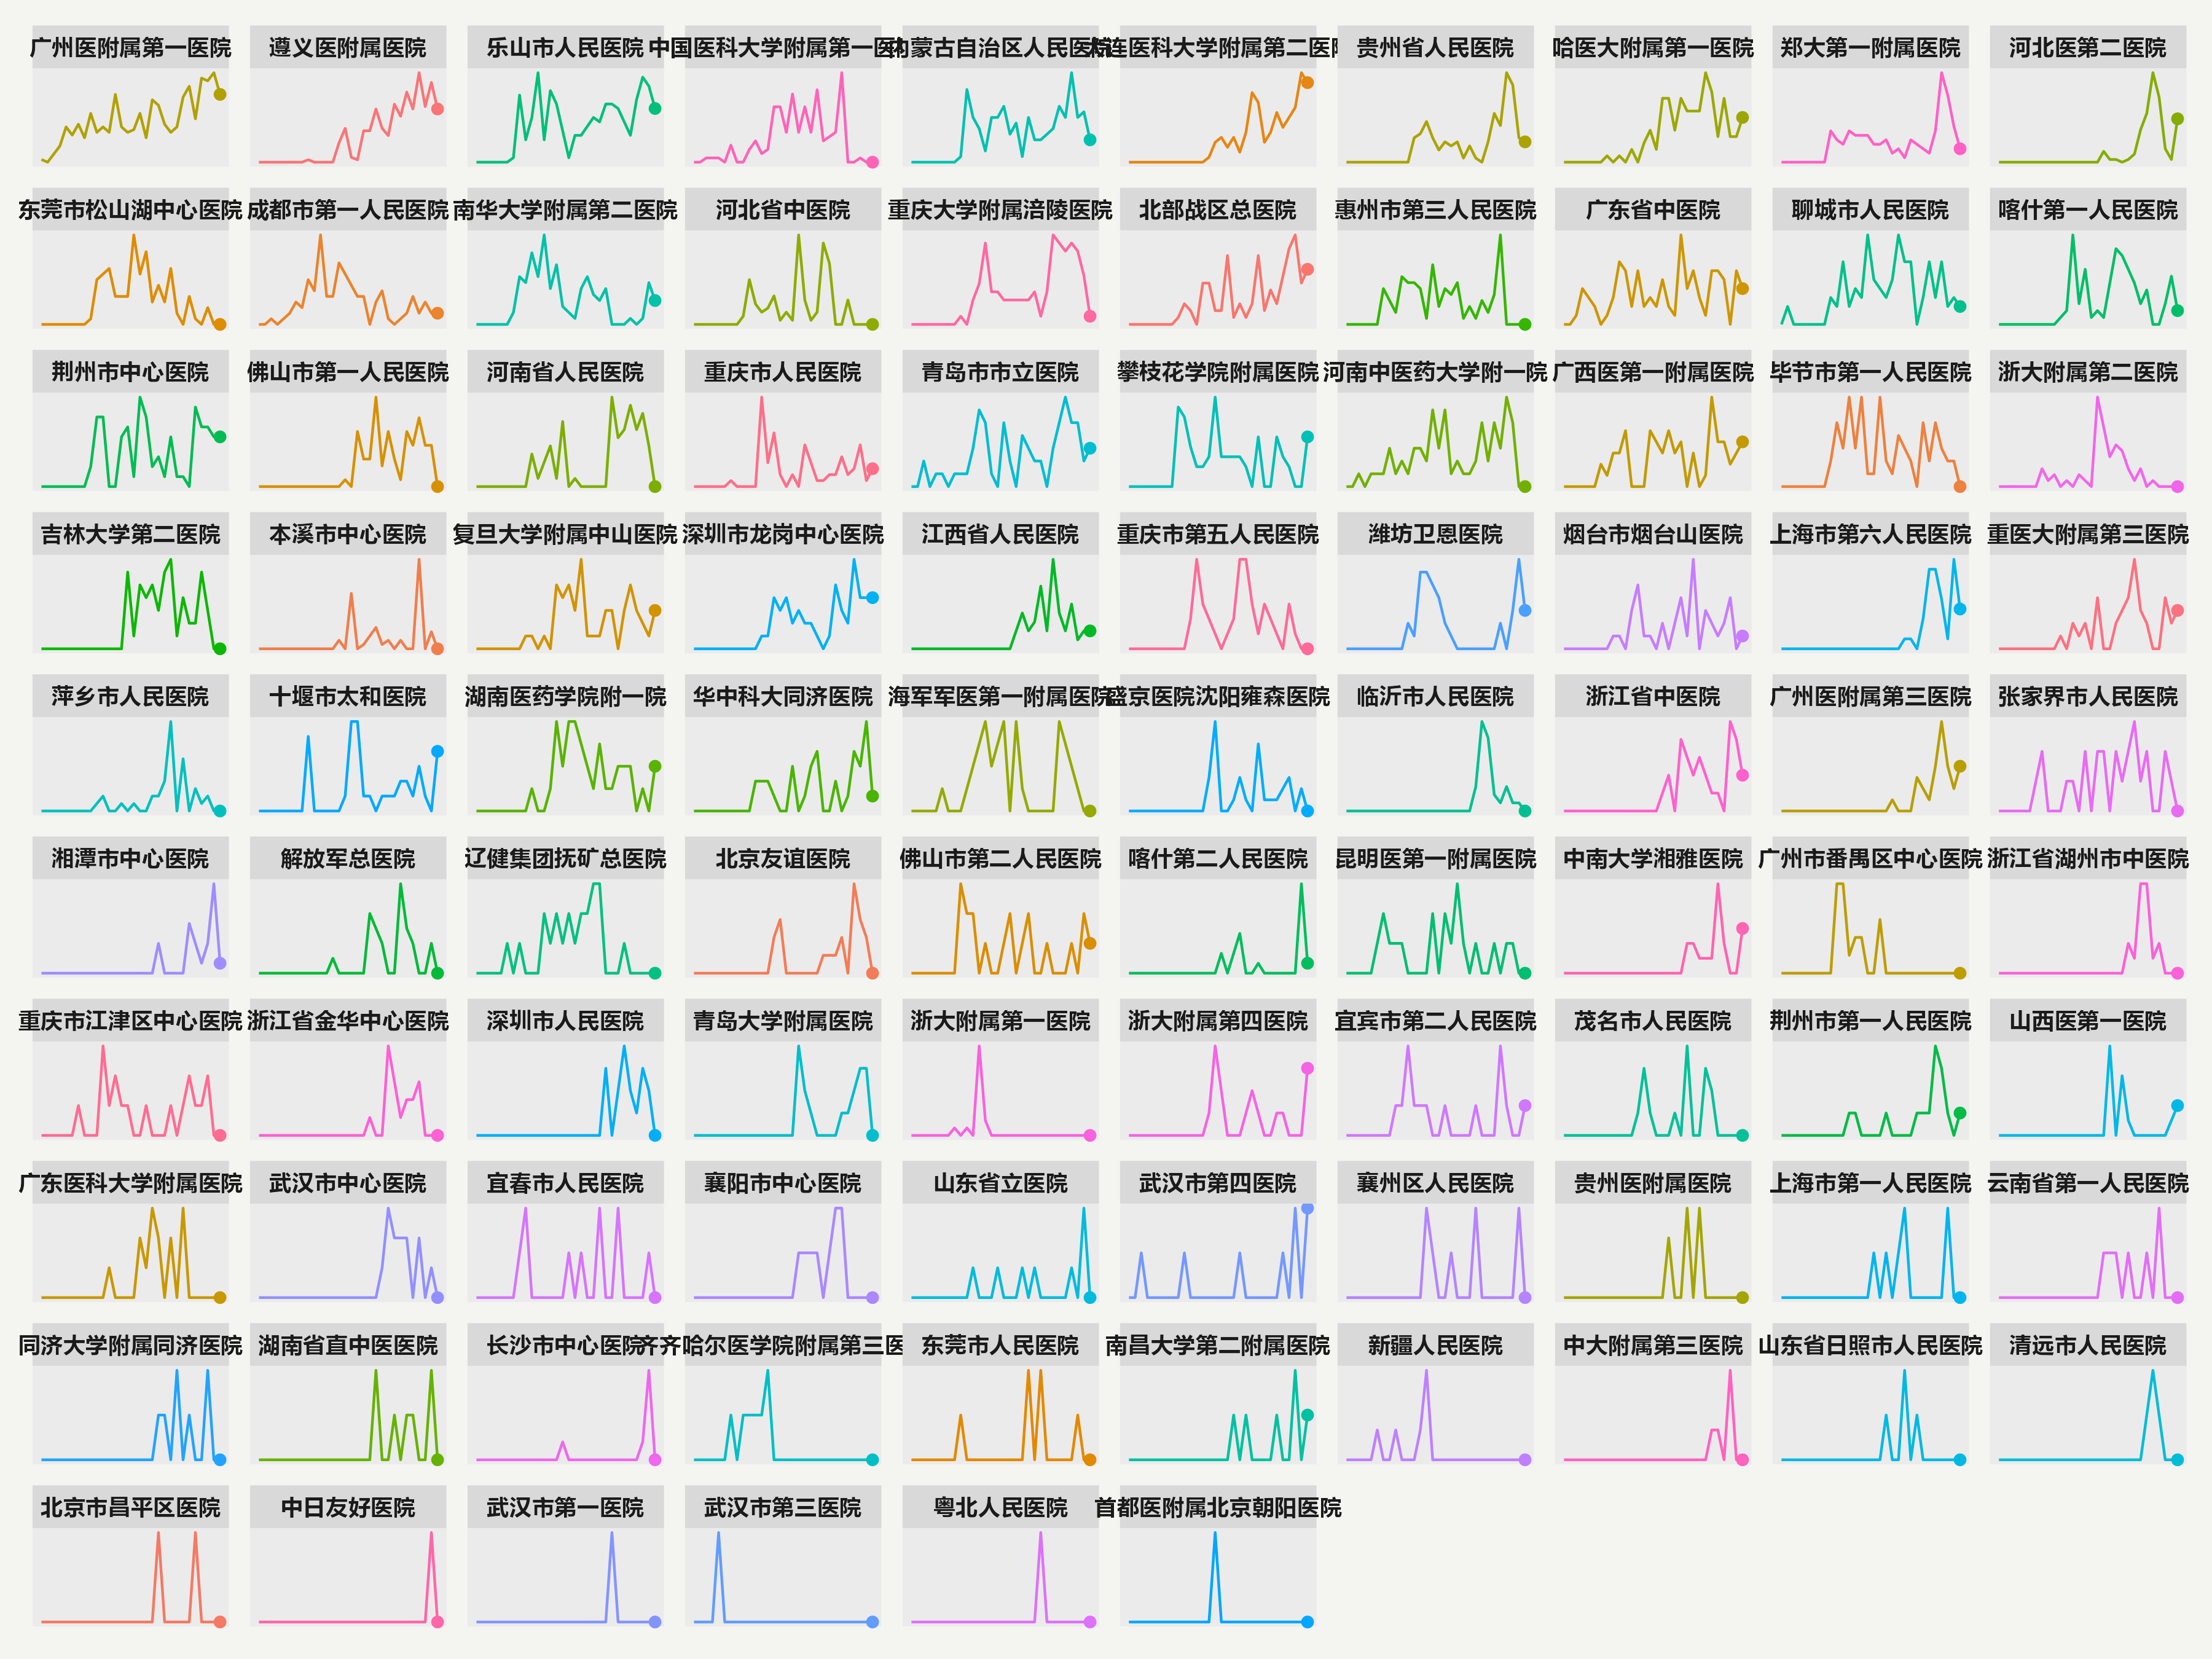 广州医附属第一医院
遵义医附属医院
乐山市人民医院
中国医科大学附属第一医
内蒙古自治区人民医院
大连医科大学附属第二医院
贵州省人民医院
哈医大附属第一医院
郑大第一附属医院
河北医第二医院
东莞市松山湖中心医院
成都市第一人民医院
南华大学附属第二医院
河北省中医院
重庆大学附属涪陵医院
北部战区总医院
惠州市第三人民医院
广东省中医院
聊城市人民医院
喀什第一人民医院
荆州市中心医院
佛山市第一人民医院
河南省人民医院
重庆市人民医院
青岛市市立医院
攀枝花学院附属医院
河南中医药大学附一院
广西医第一附属医院
毕节市第一人民医院
浙大附属第二医院
吉林大学第二医院
本溪市中心医院
复旦大学附属中山医院
深圳市龙岗中心医院
江西省人民医院
重庆市第五人民医院
潍坊卫恩医院
烟台市烟台山医院
上海市第六人民医院
重医大附属第三医院
萍乡市人民医院
十堰市太和医院
湖南医药学院附一院
华中科大同济医院
海军军医第一附属医院
盛京医院沈阳雍森医院
临沂市人民医院
浙江省中医院
广州医附属第三医院
张家界市人民医院
湘潭市中心医院
解放军总医院
辽健集团抚矿总医院
北京友谊医院
佛山市第二人民医院
喀什第二人民医院
昆明医第一附属医院
中南大学湘雅医院
广州市番禺区中心医院
浙江省湖州市中医院
重庆市江津区中心医院
浙江省金华中心医院
深圳市人民医院
青岛大学附属医院
浙大附属第一医院
浙大附属第四医院
宜宾市第二人民医院
茂名市人民医院
荆州市第一人民医院
山西医第一医院
广东医科大学附属医院
武汉市中心医院
宜春市人民医院
襄阳市中心医院
山东省立医院
武汉市第四医院
襄州区人民医院
贵州医附属医院
上海市第一人民医院
云南省第一人民医院
同济大学附属同济医院
湖南省直中医医院
长沙市中心医院
齐齐哈尔医学院附属第三医
东莞市人民医院
南昌大学第二附属医院
新疆人民医院
中大附属第三医院
山东省日照市人民医院
清远市人民医院
北京市昌平区医院
中日友好医院
武汉市第一医院
武汉市第三医院
粤北人民医院
首都医附属北京朝阳医院